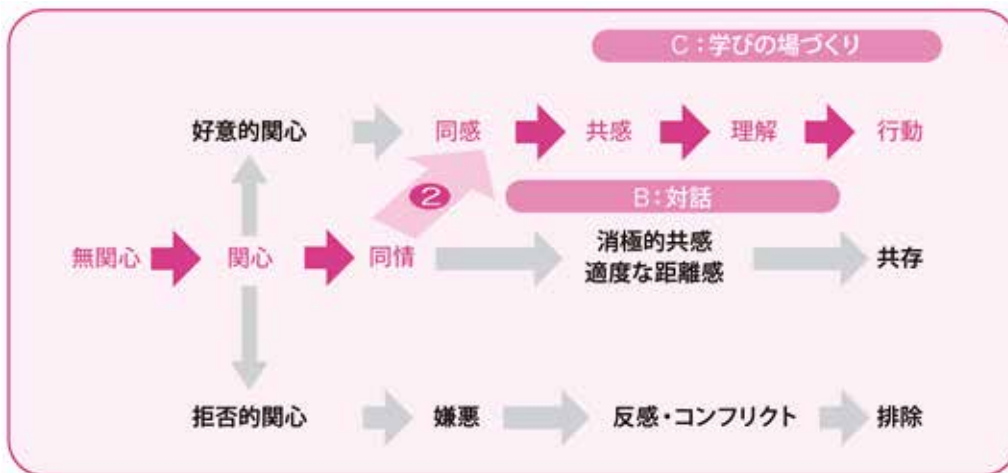 C:学びの場づくり
好意的関心 同感 共感 理解 行動
②
B:対話
無関心 関心 同情 消極的共感 共存
適度な距離感
拒否的関心 嫌悪 反感・コンフリクト 排除